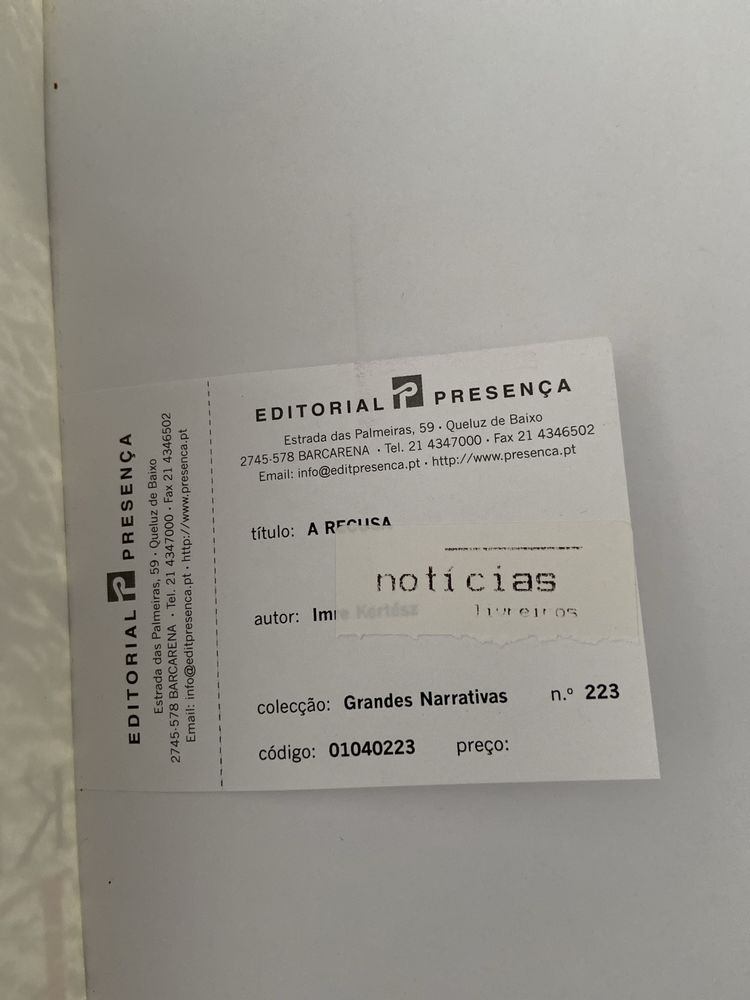 EDITORIAL PRESENÇA
Estrada das Palmeiras, 59 · Queluz de Baixo
2745-578 BARCARENA · Tel. 21 4347000 · Fax 21 4346502
Email: info@editpresenca.pt · http://www.presenca.pt
EDITORIAL PRESENÇA
Estrada das Palmeiras, 59 · Queluz de Baixo
2745-578 BARCARENA · Tel. 21 4347000 · Fax 21 4346502
Email: info@editpresenca.pt · http://www.presenca.pt
título: A RECUSA
notícias
livreiros
autor: Imre Kertész
colecção: Grandes Narrativas n.º 223
código: 01040223 preço: